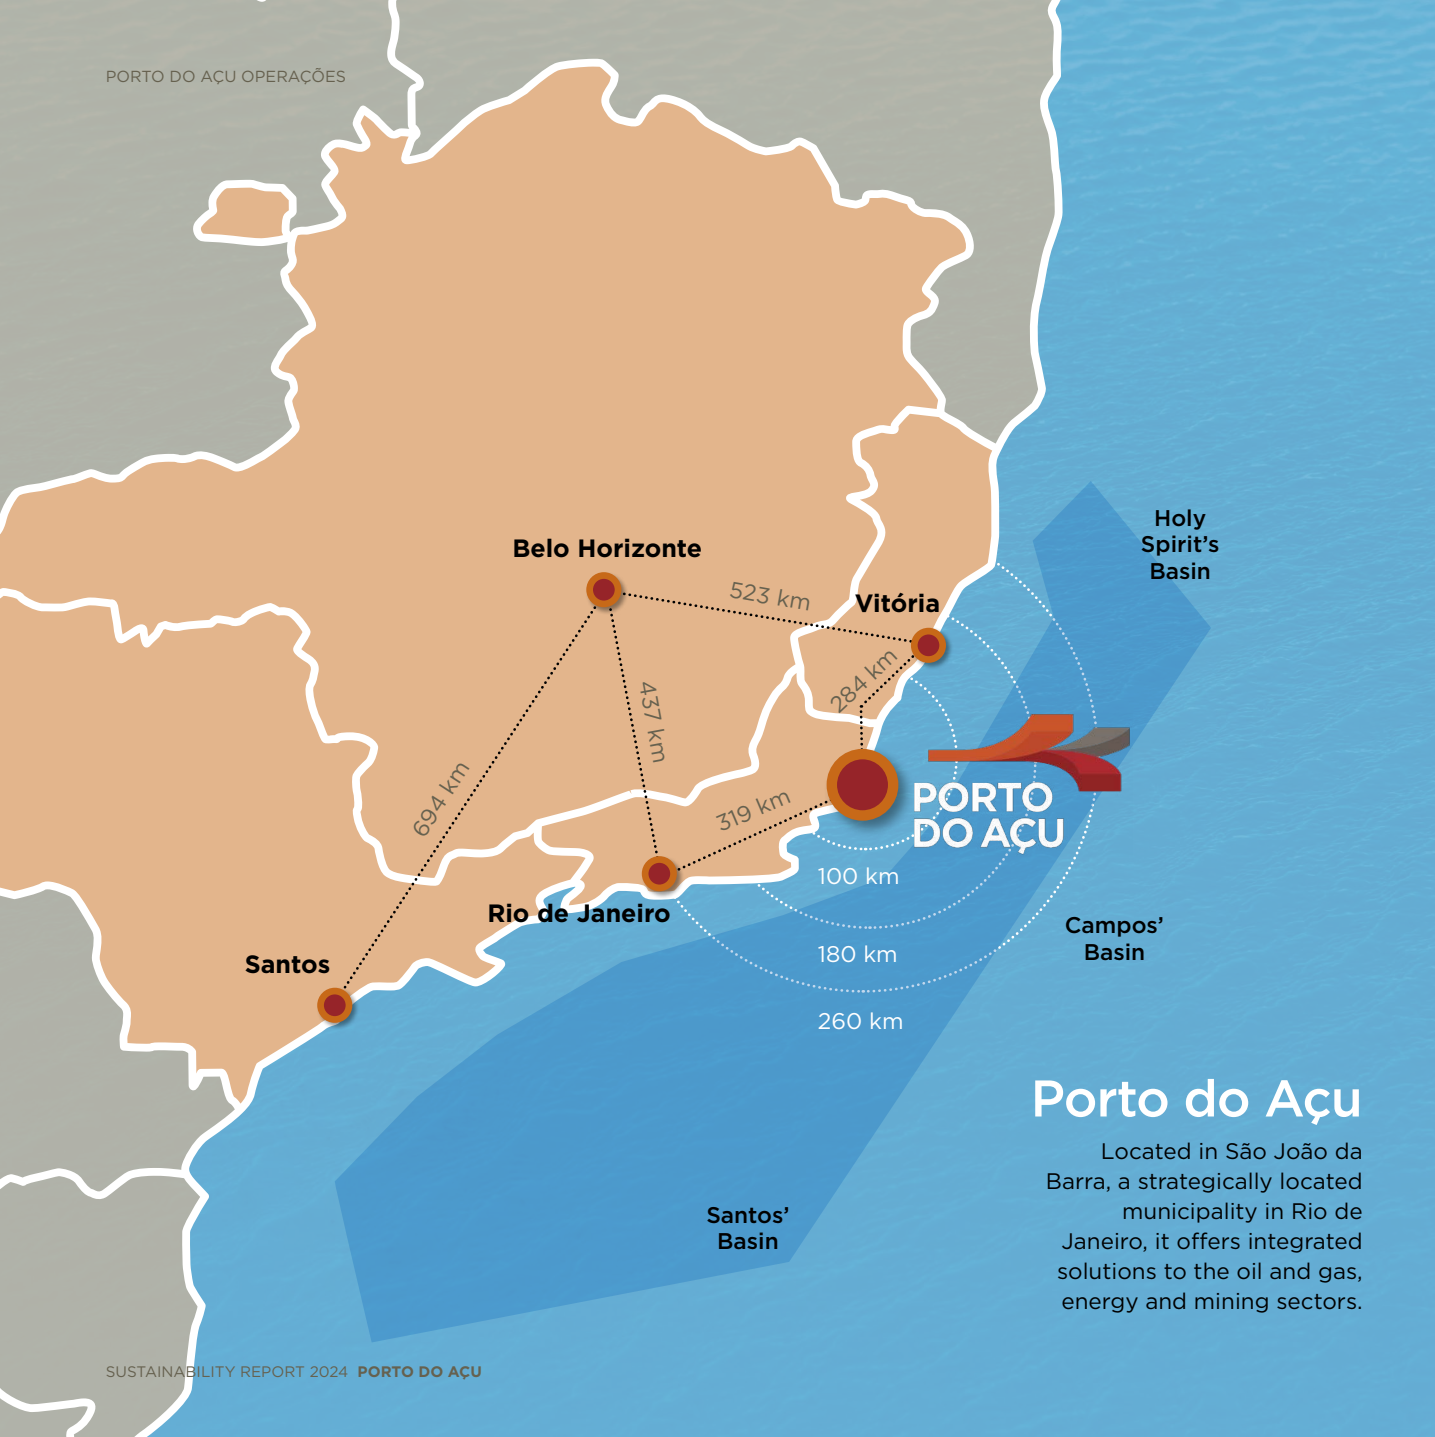 PORTO DO AÇU OPERAÇÕES
Holy
Spirit’s
Basin
Belo Horizonte
523 km
Vitória
284 km
437 km
694 km
319 km
PORTO
DO AÇU
100 km
Rio de Janeiro
Campos’
Basin
180 km
Santos
260 km
Porto do Açu
Located in São João da
Barra, a strategically located
municipality in Rio de
Janeiro, it offers integrated
solutions to the oil and gas,
energy and mining sectors.
Santos’
Basin
SUSTAINABILITY REPORT 2024 PORTO DO AÇU